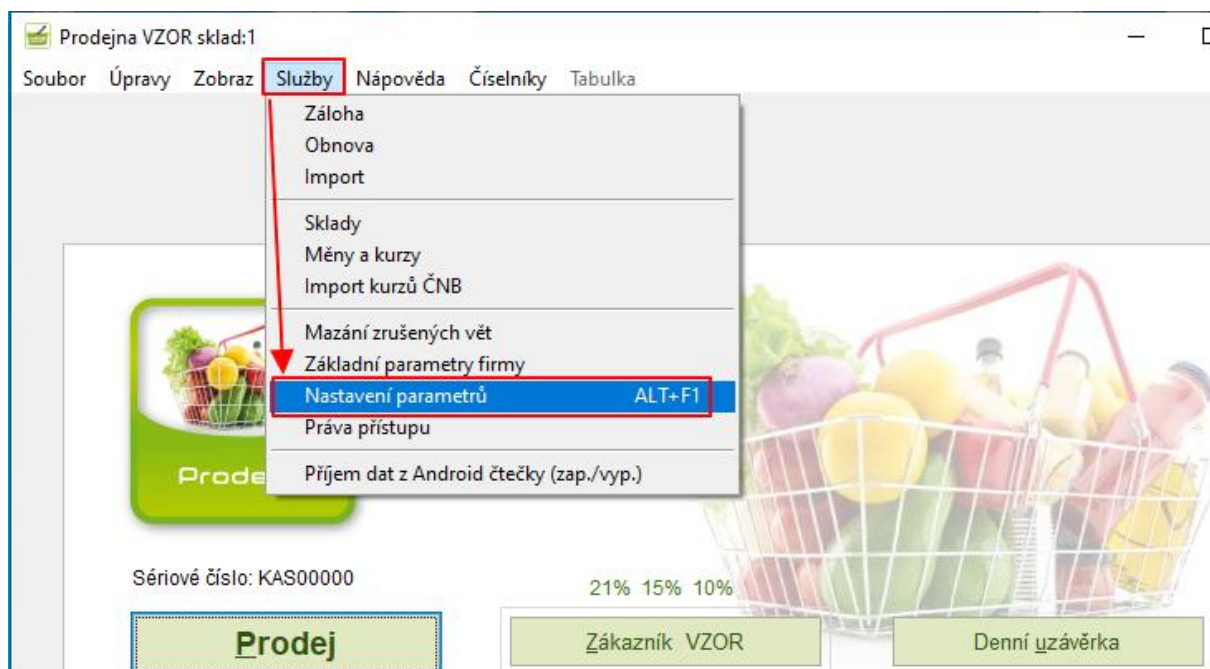 Prodejna VZOR sklad:1
Soubor Úpravy Zobraz Služby Nápověda Číselníky Tabulka
Záloha
Obnova
Import
Sklady
Měny a kurzy
Import kurzů ČNB
Mazání zrušených vět
Základní parametry firmy
Nastavení parametrů ALT+F1
Práva přístupu
Příjem dat z Android čtečky (zap./vyp.)
Prode
Sériové číslo: KAS00000
21% 15% 10%
Prodej
Zákazník VZOR
Denní uzávěrka